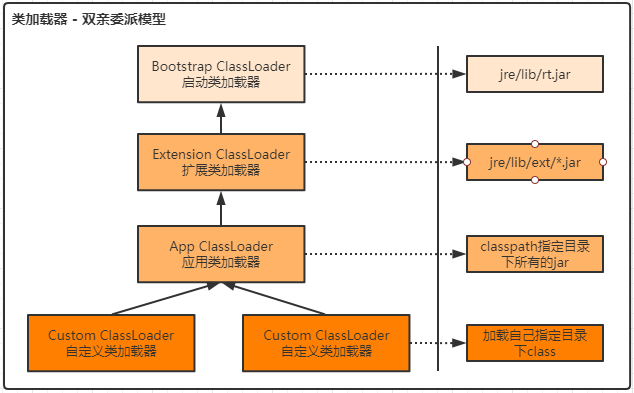 类加载器 - 双亲委派模型
Bootstrap ClassLoader
启动类加载器
jre/lib/rt.jar
Extension ClassLoader
扩展类加载器
jre/lib/ext/*.jar
App ClassLoader
应用类加载器
classpath指定目录
下所有的jar
Custom ClassLoader
自定义类加载器
Custom ClassLoader
自定义类加载器
加载自己指定目录
下class